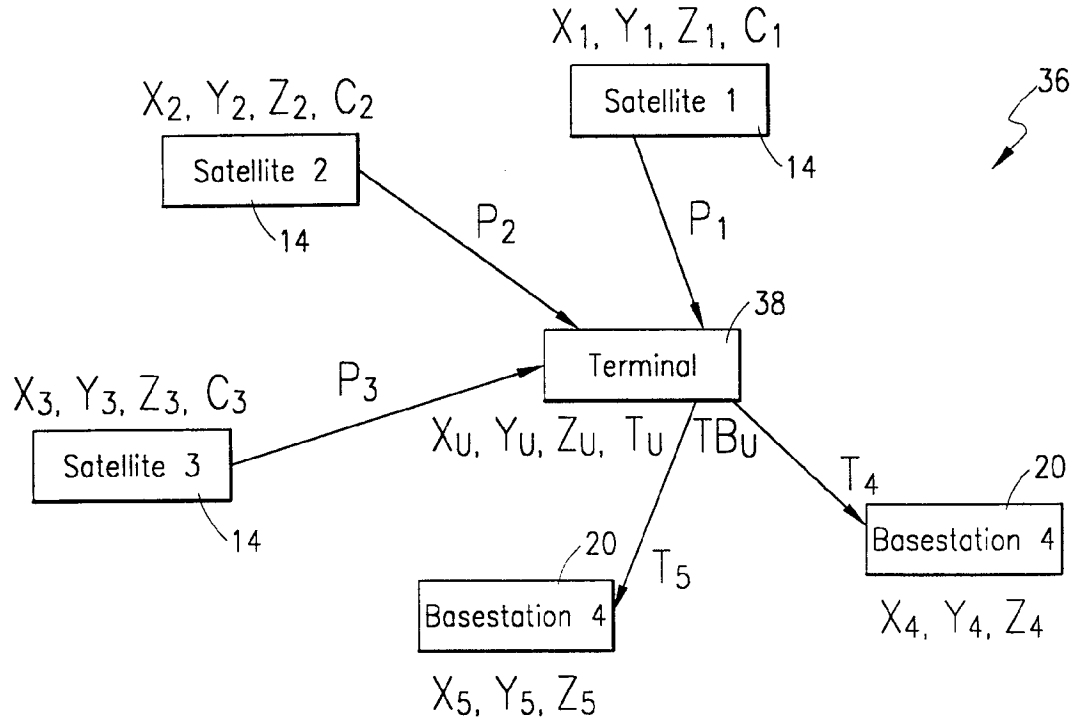 X1, Y1, Z1, C1
Satellite 1
14
36
X2, Y2, Z2, C2
Satellite 2
14
P2
P1
38
Terminal
X3, Y3, Z3, C3
Satellite 3
14
P3
XU, YU, ZU, TU TBU
T4
20
Basestation 4
X4, Y4, Z4
20
T5
Basestation 4
X5, Y5, Z5